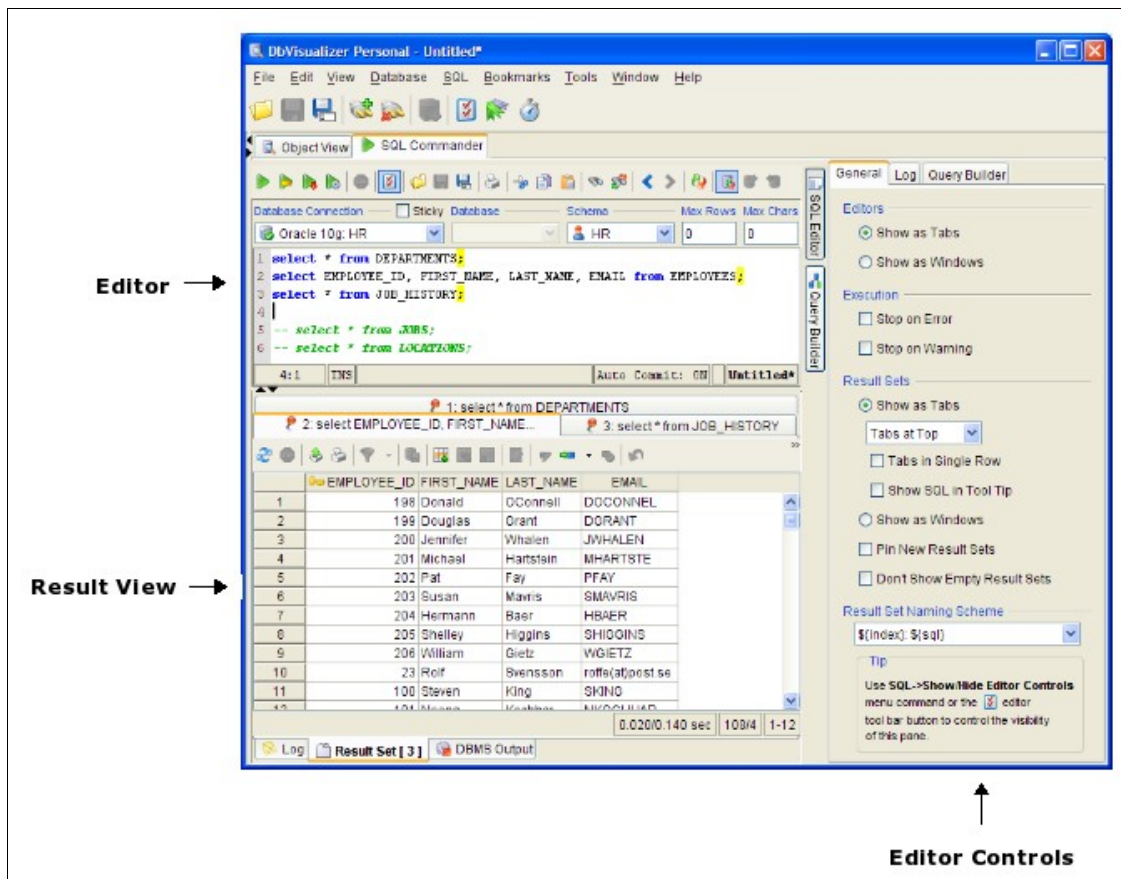 DbVisualizer Personal - Untitled*
File Edit View Database SQL Bookmarks Tools Window Help
Object View SQL Commander
Database Connection Sticky Database Schema Max Rows Max Chars
Oracle 10g: HR HR 0 0
1 select * from DEPARTMENTS;
2 select EMPLOYEE_ID, FIRST_NAME, LAST_NAME, EMAIL from EMPLOYEES;
3 select * from JOB_HISTORY;
4
5 -- select * from JOBS;
6 -- select * from LOCATIONS;
4:1 INS Auto Commit: ON Untitled*
Editor
1: select * from DEPARTMENTS
2: select EMPLOYEE_ID, FIRST_NAME... 3: select * from JOB_HISTORY
EMPLOYEE_ID FIRST_NAME LAST_NAME EMAIL
1 198 Donald OConnell DOCONNEL
2 199 Douglas Grant DGRANT
3 200 Jennifer Whalen JWHALEN
4 201 Michael Hartstein MHARTSTE
5 202 Pat Fay PFAY
6 203 Susan Mavris SMAVRIS
7 204 Hermann Baer HBAER
8 205 Shelley Higgins SHIGGINS
9 206 William Gietz WGIETZ
10 23 Rolf Svensson roffe(at)post.se
11 100 Steven King SKING
Result View
0.020/0.140 sec 108/4 1-12
Log Result Set [ 3 ] DBMS Output
SQL Editor
Query Builder
General Log Query Builder
Editors
Show as Tabs
Show as Windows
Execution
Stop on Error
Stop on Warning
Result Sets
Show as Tabs
Tabs at Top
Tabs in Single Row
Show SQL in Tool Tip
Show as Windows
Pin New Result Sets
Don't Show Empty Result Sets
Result Set Naming Scheme
${index}: ${sql}
Tip
Use SQL->Show/Hide Editor Controls
menu command or the editor
tool bar button to control the visibility
of this pane.
Editor Controls